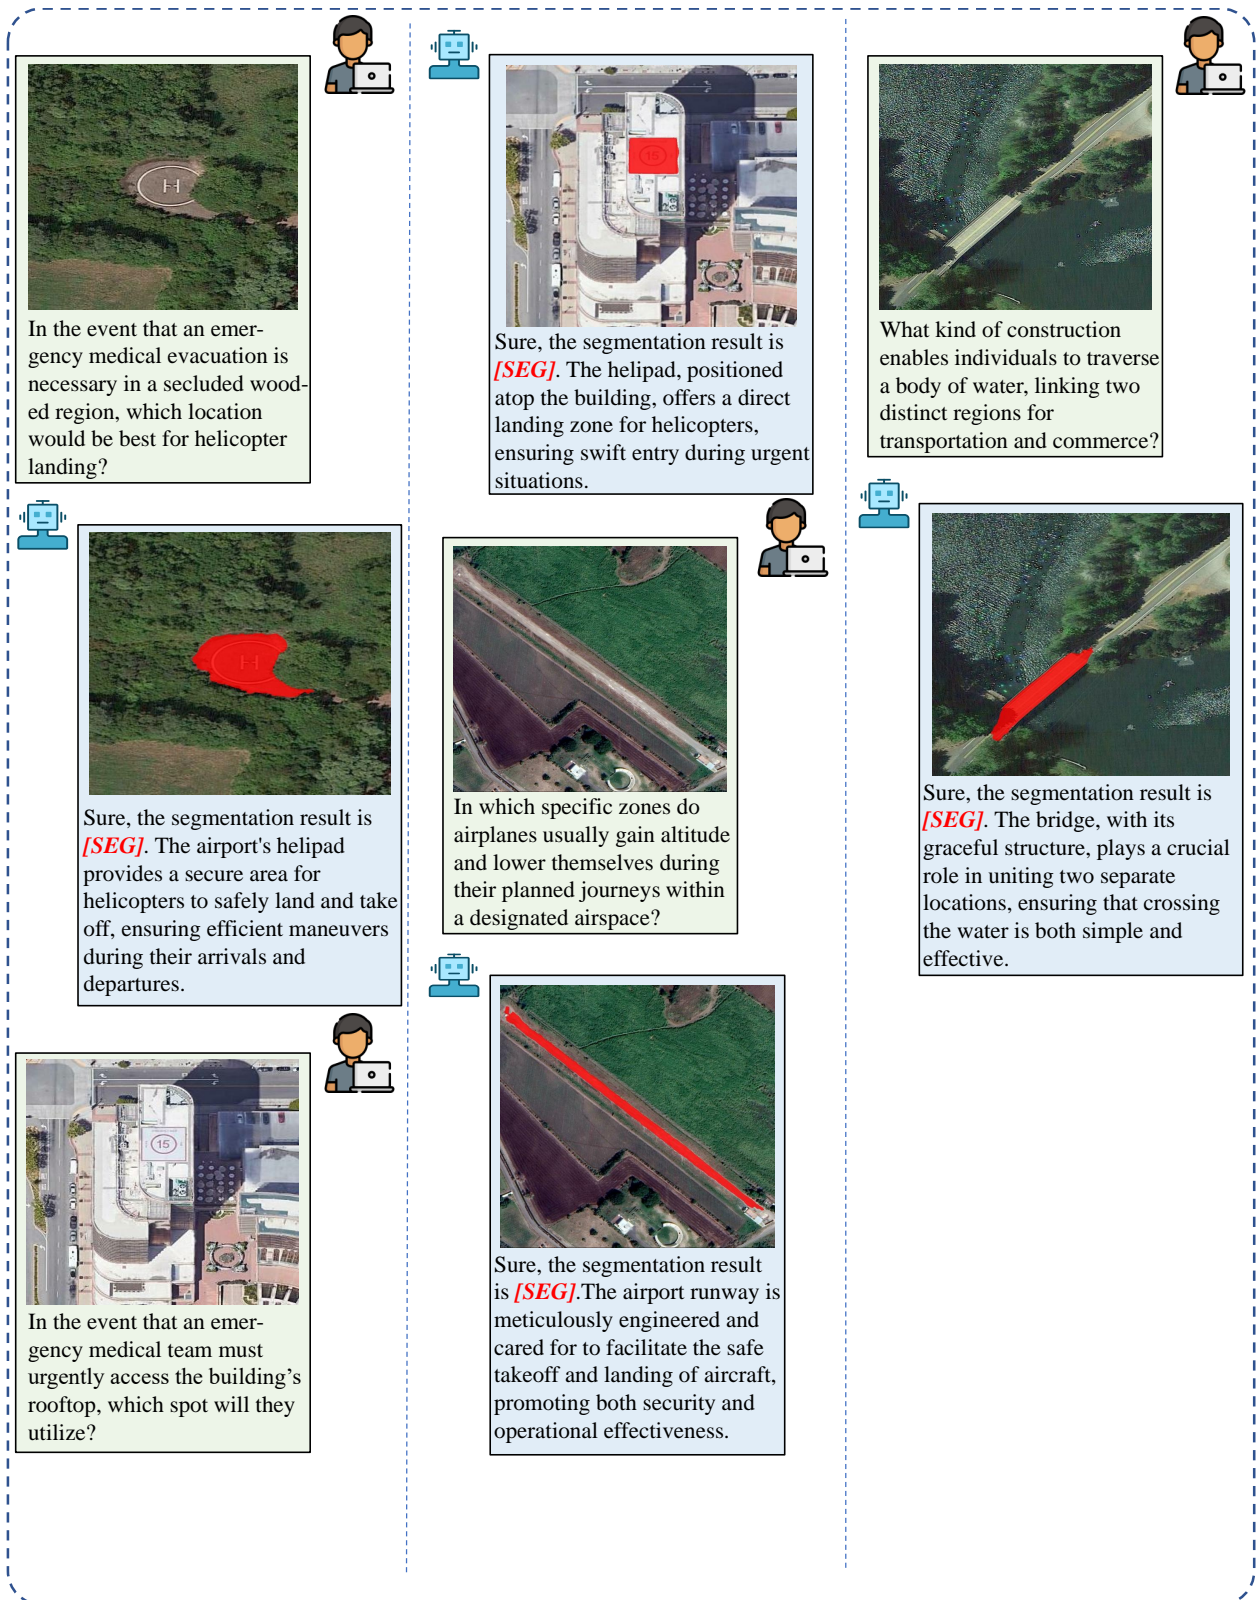 H
In the event that an emer-
gency medical evacuation is
necessary in a secluded wood-
ed region, which location
would be best for helicopter
landing?
H
Sure, the segmentation result is
[SEG]. The airport's helipad
provides a secure area for
helicopters to safely land and take
off, ensuring efficient maneuvers
during their arrivals and
departures.
15
In the event that an emer-
gency medical team must
urgently access the building’s
rooftop, which spot will they
utilize?
15
Sure, the segmentation result is
[SEG]. The helipad, positioned
atop the building, offers a direct
landing zone for helicopters,
ensuring swift entry during urgent
situations.
In which specific zones do
airplanes usually gain altitude
and lower themselves during
their planned journeys within
a designated airspace?
Sure, the segmentation result
is [SEG].The airport runway is
meticulously engineered and
cared for to facilitate the safe
takeoff and landing of aircraft,
promoting both security and
operational effectiveness.
What kind of construction
enables individuals to traverse
a body of water, linking two
distinct regions for
transportation and commerce?
Sure, the segmentation result is
[SEG]. The bridge, with its
graceful structure, plays a crucial
role in uniting two separate
locations, ensuring that crossing
the water is both simple and
effective.